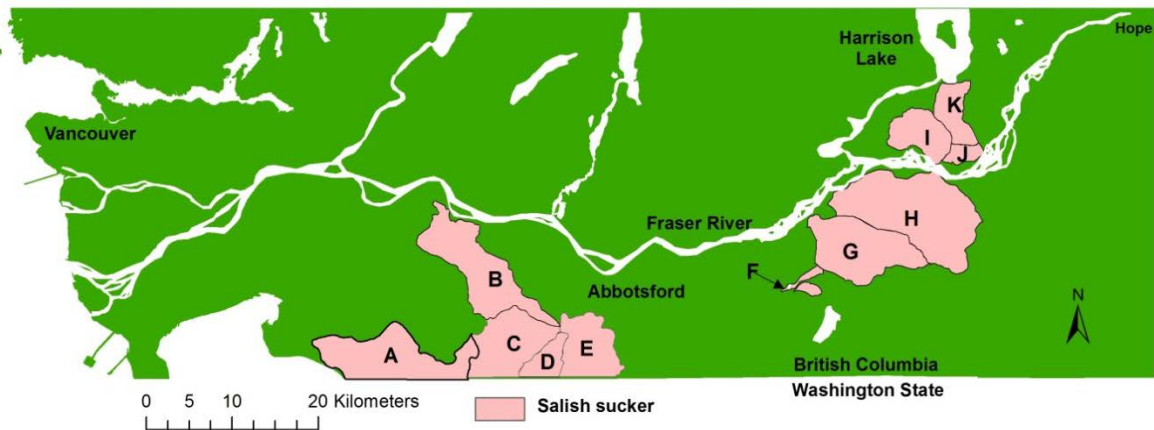 Hope
Harrison
Lake
K
Vancouver
I
J
Fraser River
H
G
F
B
Abbotsford
N
A
C
D
E
British Columbia
Washington State
0 5 10 20 Kilometers
Salish sucker